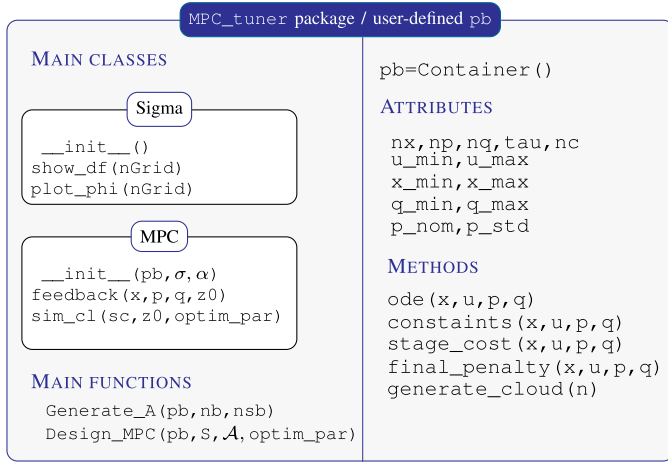 MPC_tuner package / user-defined pb
MAIN CLASSES
Sigma
__init__()
show_df(nGrid)
plot_phi(nGrid)
MPC
__init__(pb,σ,α)
feedback(x,p,q,z0)
sim_cl(sc,z0,optim_par)
MAIN FUNCTIONS
Generate_A(pb,nb,nsb)
Design_MPC(pb,S,𝒜,optim_par)
pb=Container()
ATTRIBUTES
nx,np,nq,tau,nc
u_min,u_max
x_min,x_max
q_min,q_max
p_nom,p_std
METHODS
ode(x,u,p,q)
constaints(x,u,p,q)
stage_cost(x,u,p,q)
final_penalty(x,u,p,q)
generate_cloud(n)